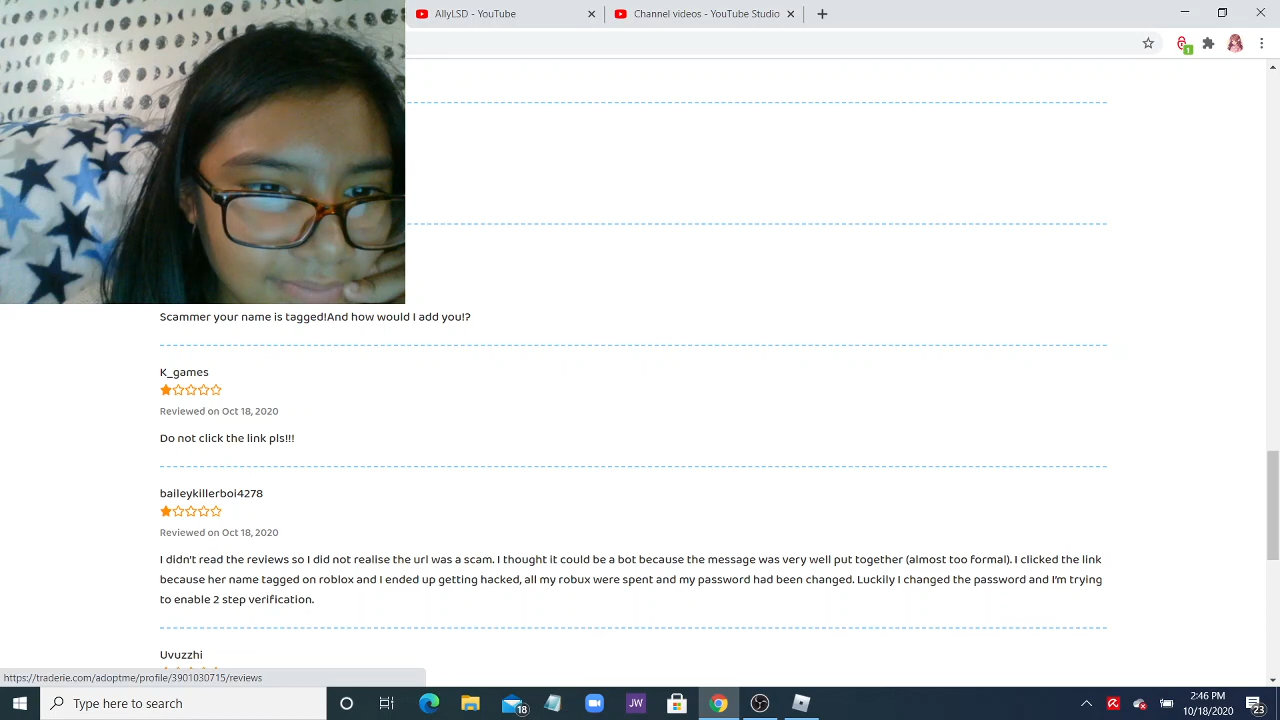 AllyLSD - YouTube
Channel videos - YouTube Studio
1
Scammer your name is tagged!And how would I add you!?
K_games
Reviewed on Oct 18, 2020
Do not click the link pls!!!
baileykillerboi4278
Reviewed on Oct 18, 2020
I didn't read the reviews so I did not realise the url was a scam. I thought it could be a bot because the message was very well put together (almost too formal). I clicked the link
because her name tagged on roblox and I ended up getting hacked, all my robux were spent and my password had been changed. Luckily I changed the password and I'm trying
to enable 2 step verification.
Uvuzzhi
https://traderie.com/adoptme/profile/3901030715/reviews
Type here to search
18
JW
2:46 PM
10/18/2020
23